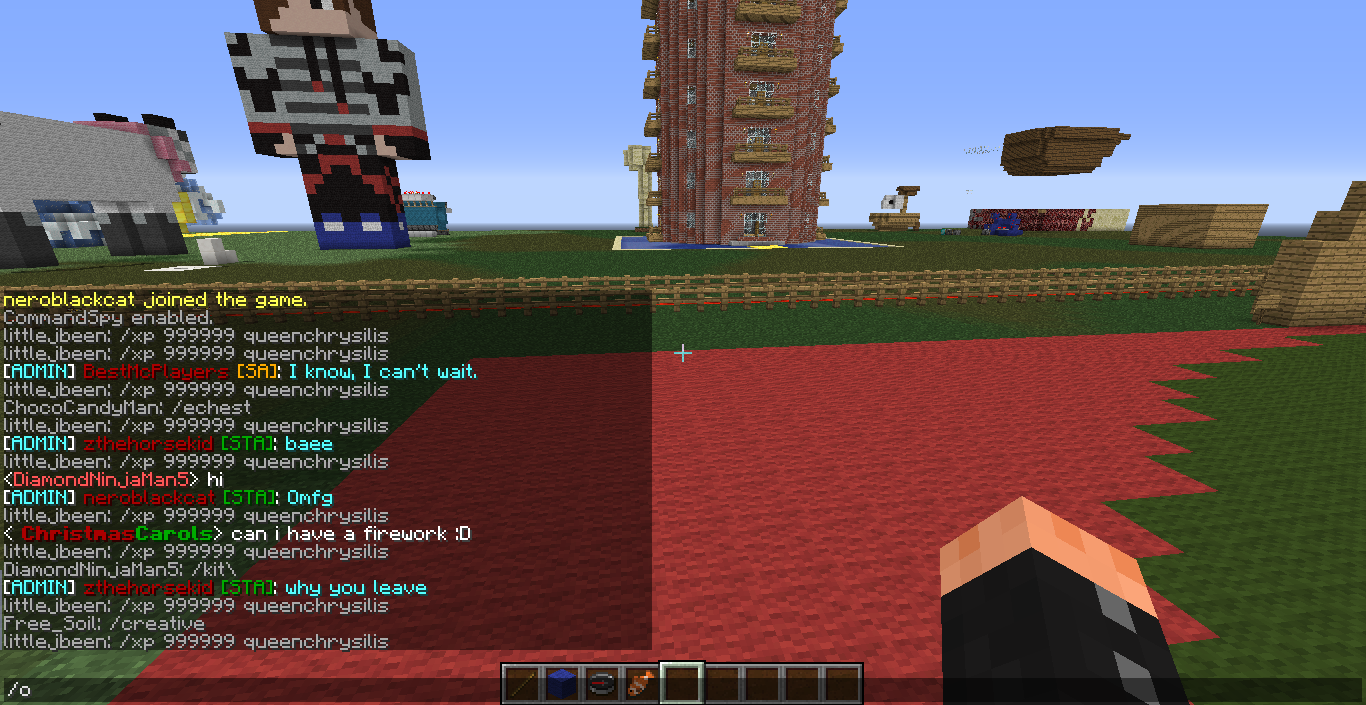 neroblackcat joined the game.
CommandSpy enabled.
littlejbeen: /xp 999999 queenchrysilis
littlejbeen: /xp 999999 queenchrysilis
[ADMIN] BestMcPlayers [SA]: I know, I can't wait.
littlejbeen: /xp 999999 queenchrysilis
ChocoCandyMan: /echest
littlejbeen: /xp 999999 queenchrysilis
[ADMIN] zthehorsekid [STA]: baee
littlejbeen: /xp 999999 queenchrysilis
<DiamondNinjaMan5> hi
[ADMIN] neroblackcat [STA]: Omfg
littlejbeen: /xp 999999 queenchrysilis
< ChristmasCarols> can i have a firework :D
littlejbeen: /xp 999999 queenchrysilis
DiamondNinjaMan5: /kit\
[ADMIN] zthehorsekid [STA]: why you leave
littlejbeen: /xp 999999 queenchrysilis
Free_Soil: /creative
littlejbeen: /xp 999999 queenchrysilis
/o